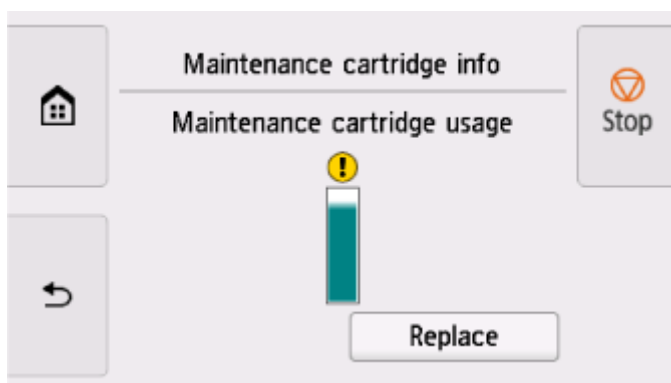 Maintenance cartridge info
Stop
Maintenance cartridge usage
!
Replace